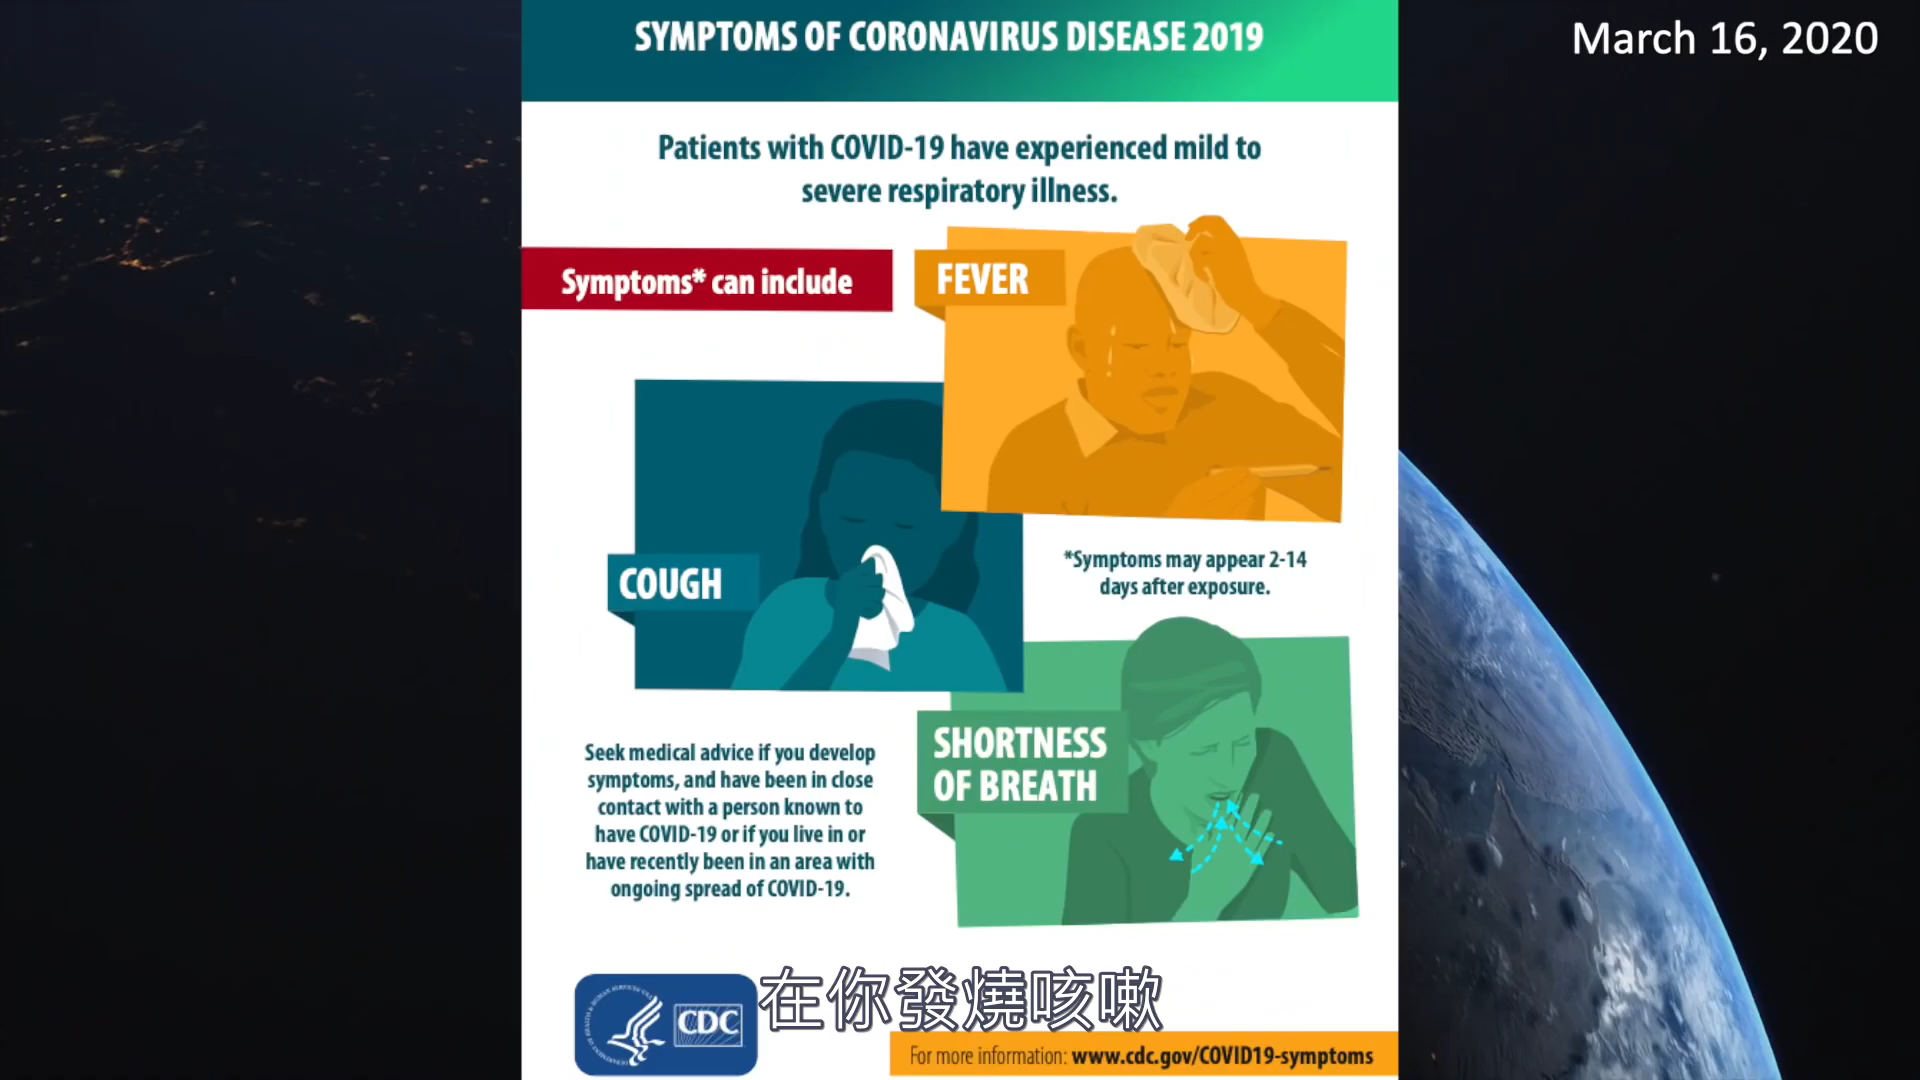 SYMPTOMS OF CORONAVIRUS DISEASE 2019
March 16, 2020
Patients with COVID-19 have experienced mild to
severe respiratory illness.
Symptoms* can include
FEVER
COUGH
*Symptoms may appear 2-14
days after exposure.
SHORTNESS
OF BREATH
Seek medical advice if you develop
symptoms, and have been in close
contact with a person known to
have COVID-19 or if you live in or
have recently been in an area with
ongoing spread of COVID-19.
CDC
在你發燒咳嗽
For more information: www.cdc.gov/COVID19-symptoms